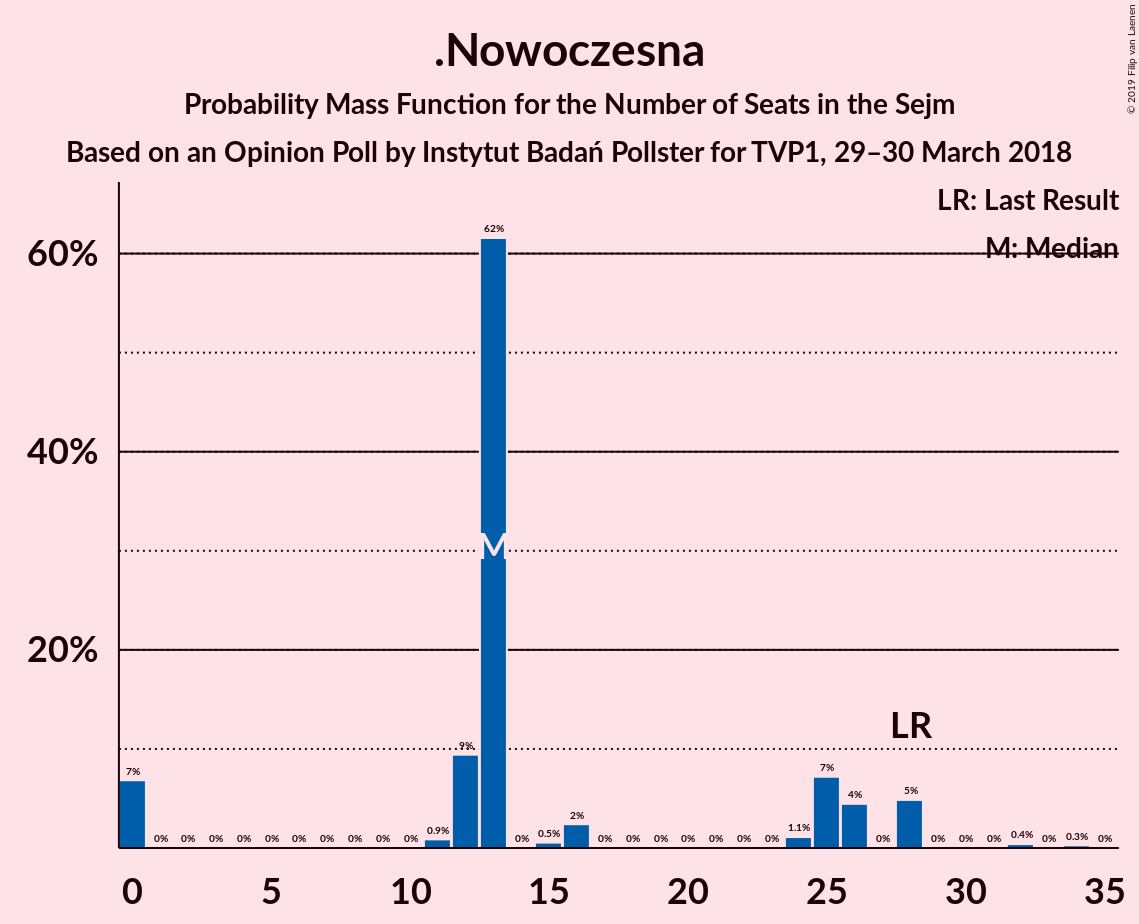 .Nowoczesna
Probability Mass Function for the Number of Seats in the Sejm
Based on an Opinion Poll by Instytut Badań Pollster for TVP1, 29–30 March 2018
© 2019 Filip van Laenen
LR: Last Result
M: Median
60%
40%
20%
7% 0% 0% 0% 0% 0% 0% 0% 0% 0% 0% 0.9% 9% 62% 0% 0.5% 2% 0% 0% 0% 0% 0% 0% 0% 1.1% 7% 4% 0% 5% 0% 0% 0% 0.4% 0% 0.3% 0%
M
LR
0 5 10 15 20 25 30 35